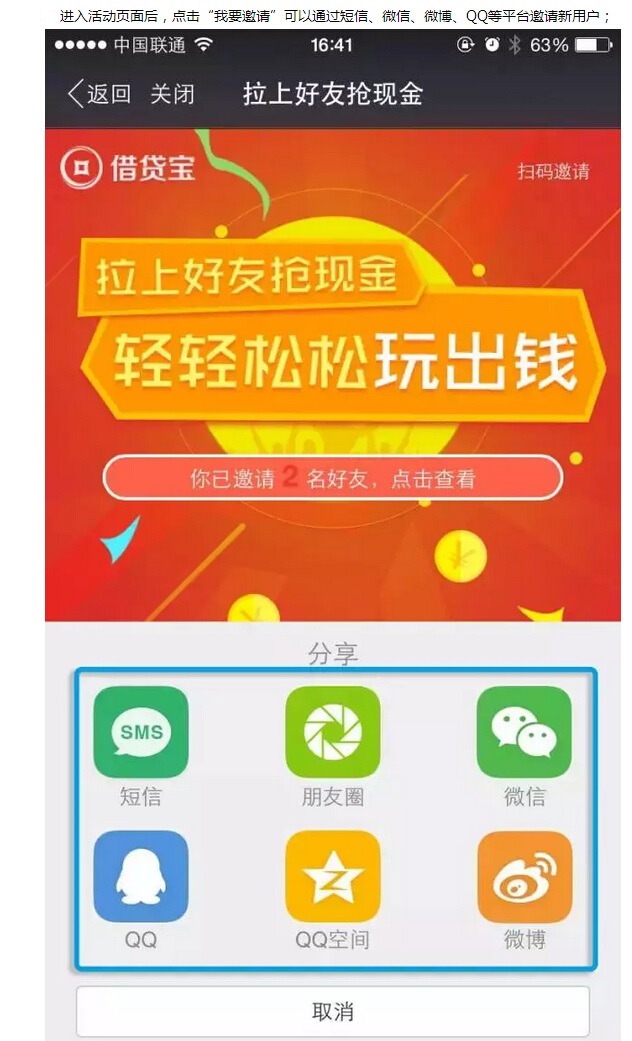 进入活动页面后，点击“我要邀请”可以通过短信、微信、微博、QQ等平台邀请新用户；
中国联通 16:41 63%
返回 关闭 拉上好友抢现金
借贷宝 扫码邀请
拉上好友抢现金
轻轻松松玩出钱
你已邀请 2 名好友，点击查看
分享
SMS
短信 朋友圈 微信
QQ QQ空间 微博
取消